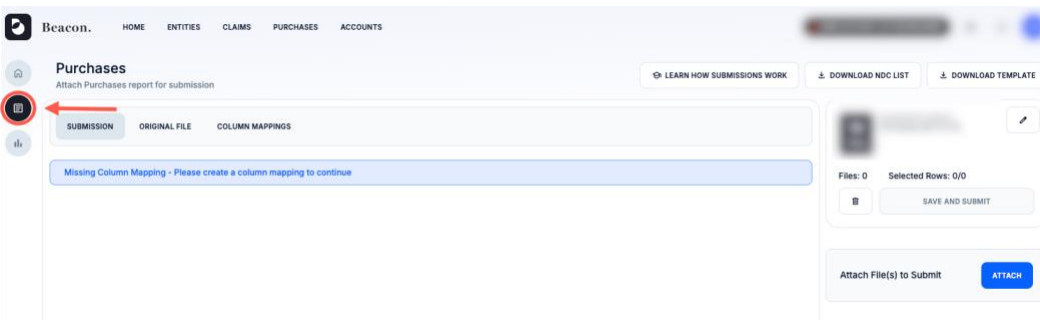 Beacon. HOME ENTITIES CLAIMS PURCHASES ACCOUNTS
Purchases
Attach Purchases report for submission
LEARN HOW SUBMISSIONS WORK DOWNLOAD NDC LIST DOWNLOAD TEMPLATE
SUBMISSION ORIGINAL FILE COLUMN MAPPINGS
Missing Column Mapping - Please create a column mapping to continue
Files: 0 Selected Rows: 0/0
SAVE AND SUBMIT
Attach File(s) to Submit ATTACH